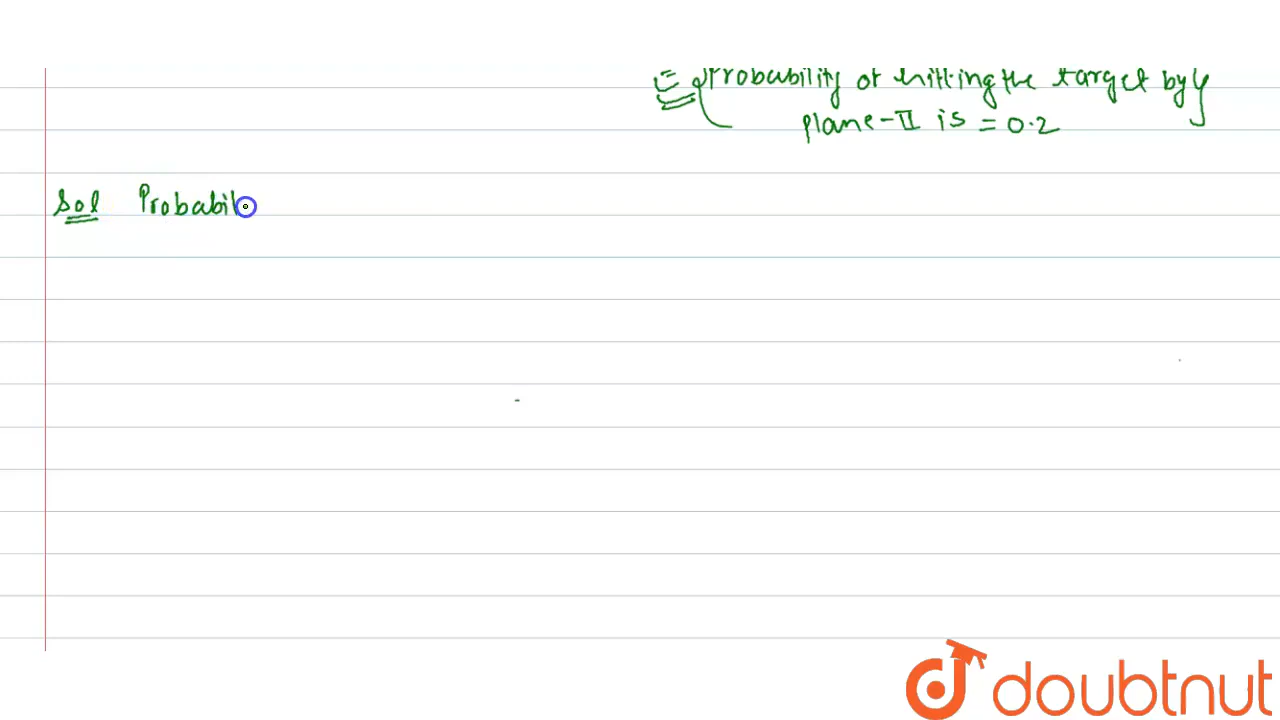 E = { Probability of hitting the target by }
plane-II is = 0.2
Sol Probabil
doubtnut